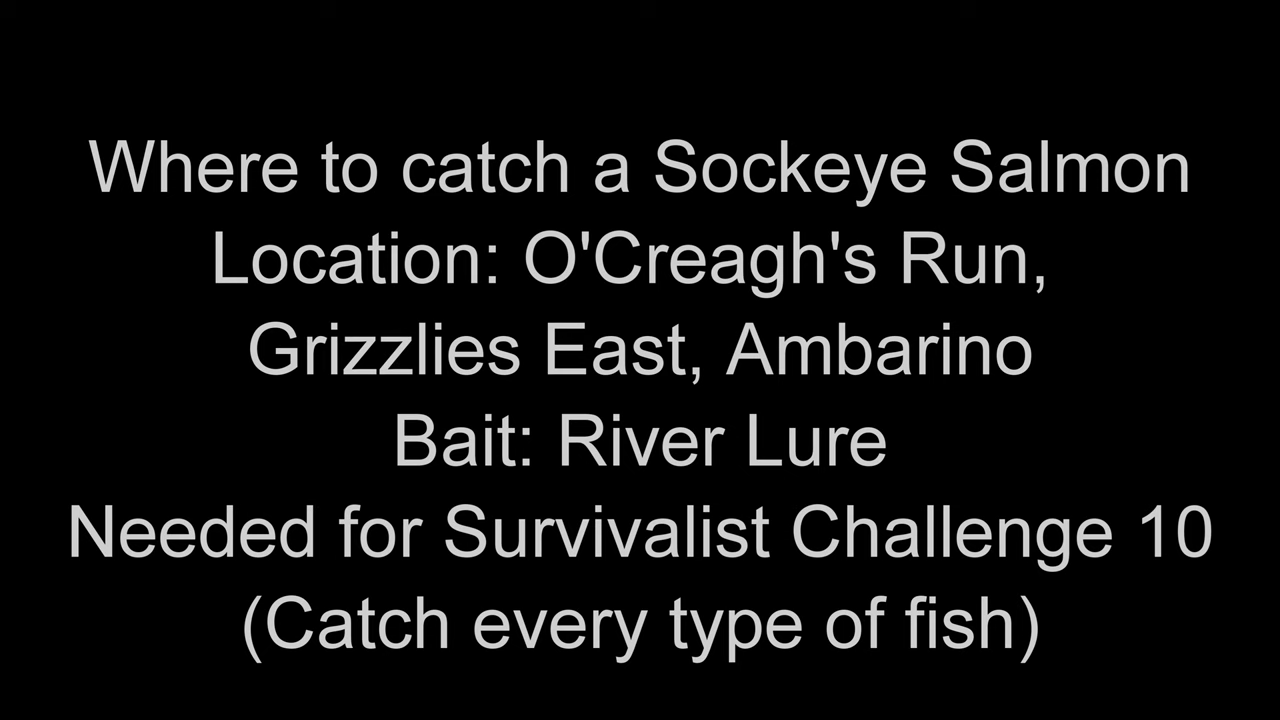 Where to catch a Sockeye Salmon
Location: O'Creagh's Run,
Grizzlies East, Ambarino
Bait: River Lure
Needed for Survivalist Challenge 10
(Catch every type of fish)